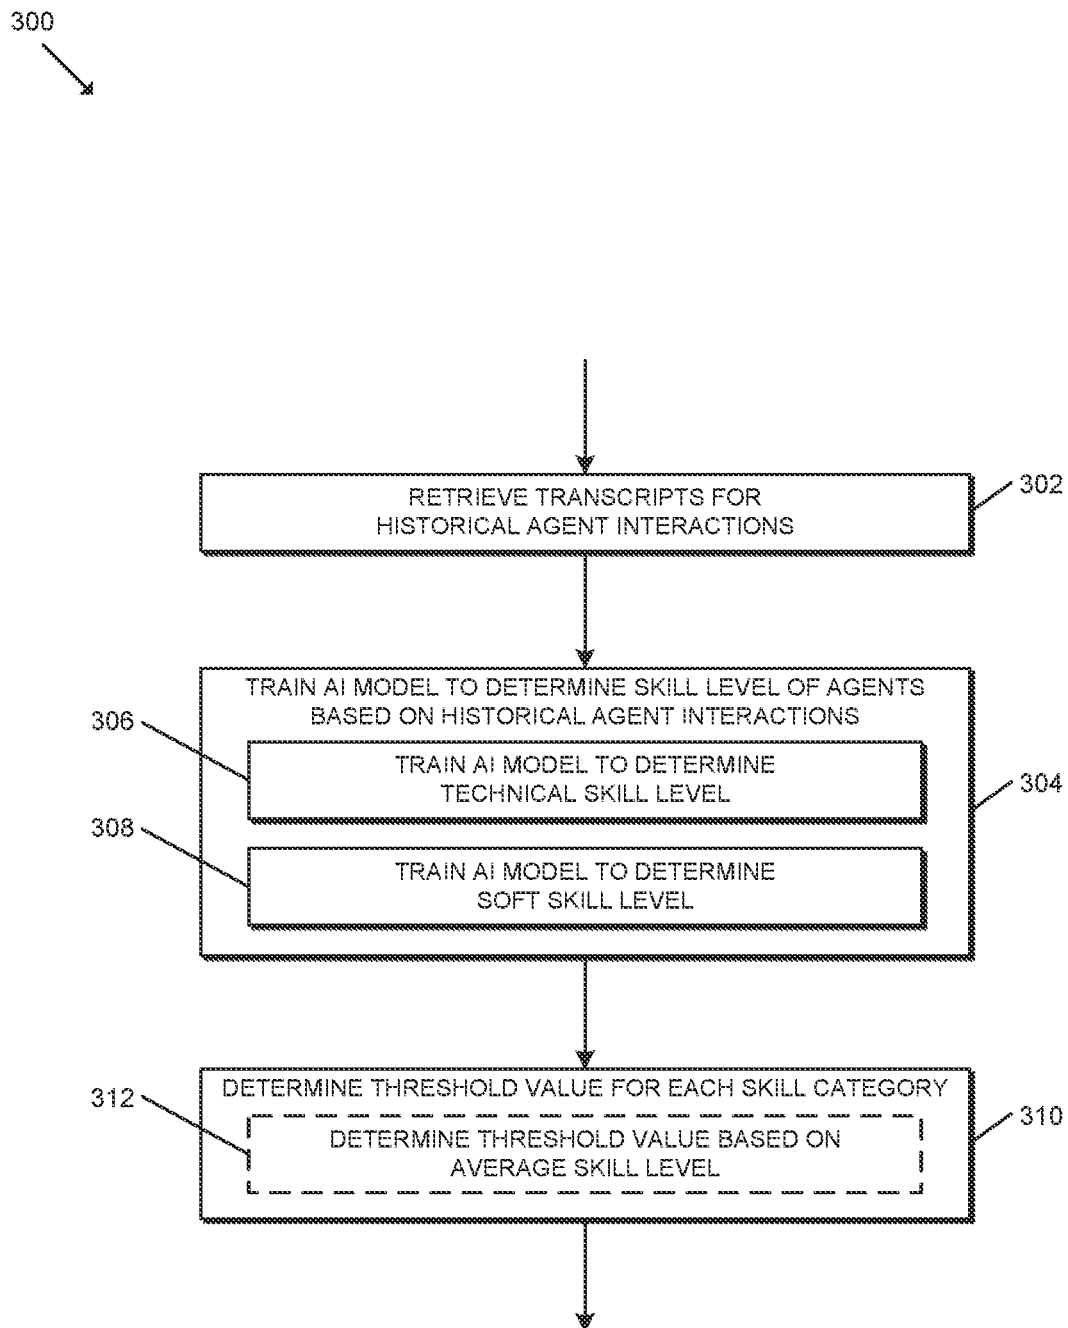 300
RETRIEVE TRANSCRIPTS FOR
HISTORICAL AGENT INTERACTIONS
302
TRAIN AI MODEL TO DETERMINE SKILL LEVEL OF AGENTS
BASED ON HISTORICAL AGENT INTERACTIONS
306
TRAIN AI MODEL TO DETERMINE
TECHNICAL SKILL LEVEL
304
308
TRAIN AI MODEL TO DETERMINE
SOFT SKILL LEVEL
DETERMINE THRESHOLD VALUE FOR EACH SKILL CATEGORY
312
310
DETERMINE THRESHOLD VALUE BASED ON
AVERAGE SKILL LEVEL